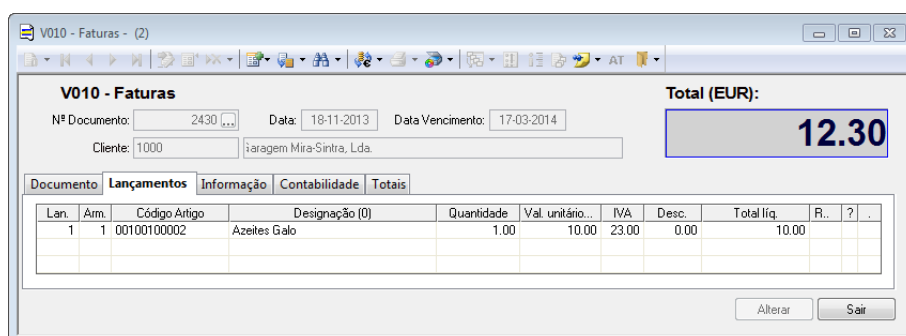 V010 - Faturas - (2)
AT
V010 - Faturas
Total (EUR):
Nº Documento: 2430 ... Data: 18-11-2013 Data Vencimento: 17-03-2014
12.30
Cliente: 1000 Garagem Mira-Sintra, Lda.
Documento Lançamentos Informação Contabilidade Totais
Lan. Arm. Código Artigo Designação (0) Quantidade Val. unitário... IVA Desc. Total líq. R.. ? .
1 1 00100100002 Azeites Galo 1.00 10.00 23.00 0.00 10.00
Alterar Sair